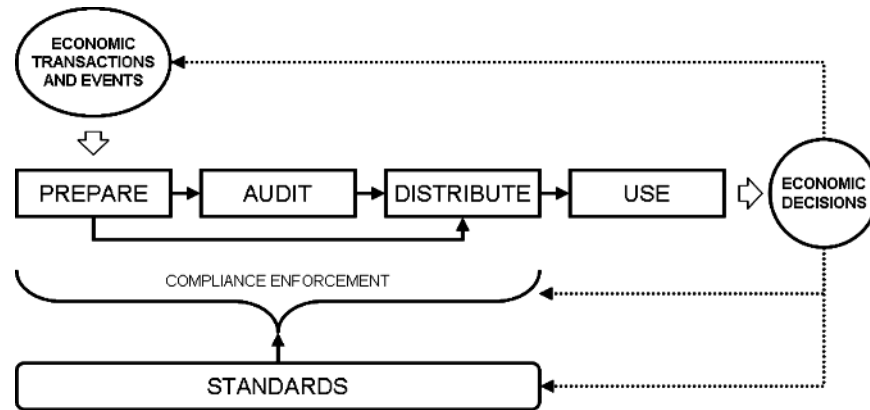 ECONOMIC
TRANSACTIONS
AND EVENTS
PREPARE
AUDIT
DISTRIBUTE
USE
ECONOMIC
DECISIONS
COMPLIANCE ENFORCEMENT
STANDARDS